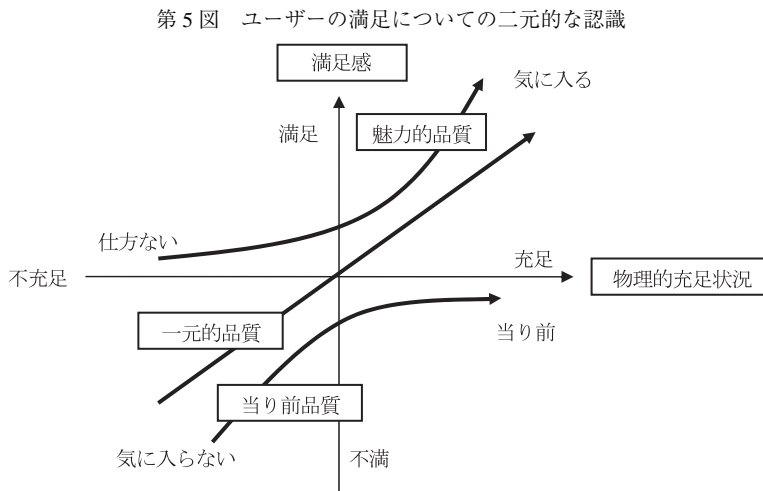 第5図　ユーザーの満足についての二元的な認識
満足感
気に入る
満足
魅力的品質
仕方ない
充足
不充足
物理的充足状況
一元的品質
当り前
当り前品質
気に入らない
不満